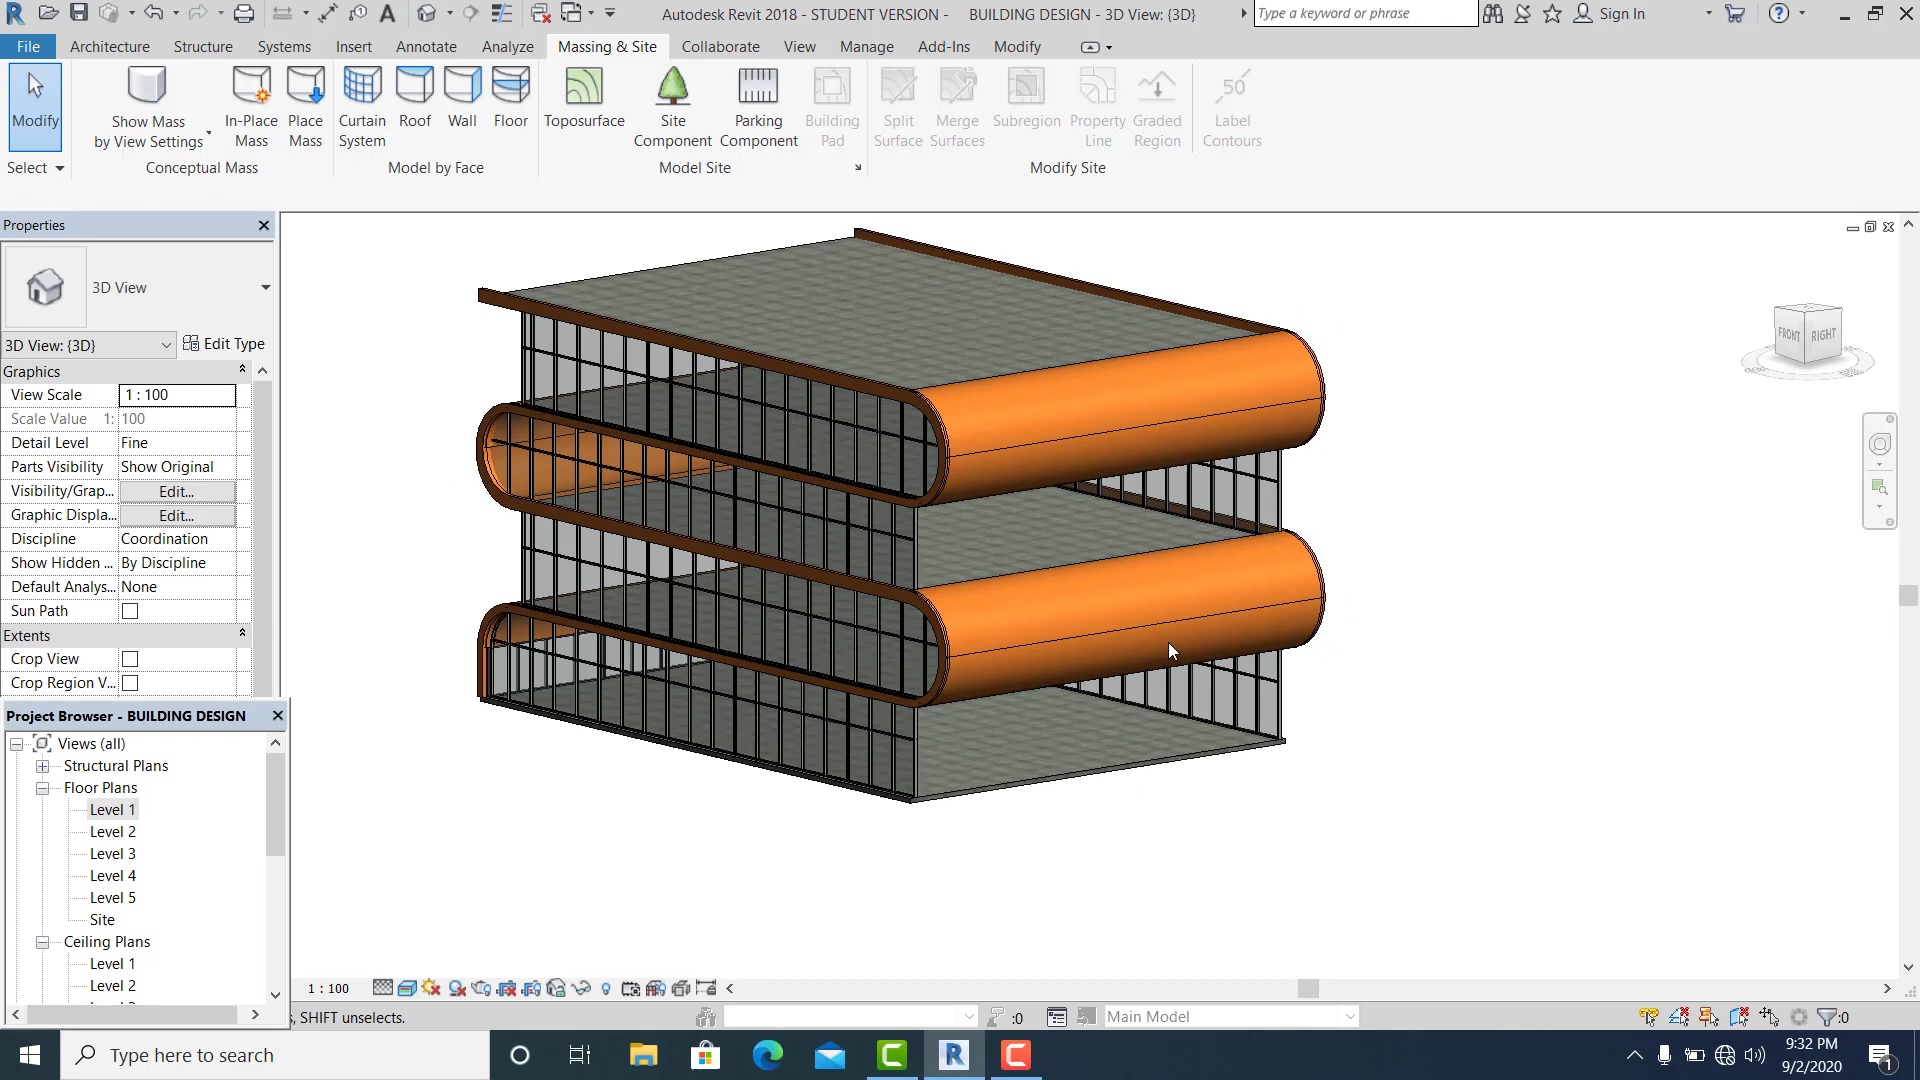 Autodesk Revit 2018 - STUDENT VERSION - BUILDING DESIGN - 3D View: {3D}
Type a keyword or phrase
Sign In
File Architecture Structure Systems Insert Annotate Analyze Massing & Site Collaborate View Manage Add-Ins Modify
Modify
Show Mass
by View Settings
In-Place
Mass
Place
Mass
Curtain
System
Roof
Wall
Floor
Toposurface
Site
Component
Parking
Component
Building
Pad
Split
Surface
Merge
Surfaces
Subregion
Property
Line
Graded
Region
50
Label
Contours
Select
Conceptual Mass
Model by Face
Model Site
Modify Site
Properties
3D View
3D View: {3D}
Edit Type
Graphics
View Scale 1 : 100
Scale Value 1: 100
Detail Level Fine
Parts Visibility Show Original
Visibility/Grap... Edit...
Graphic Displa... Edit...
Discipline Coordination
Show Hidden ... By Discipline
Default Analys... None
Sun Path
Extents
Crop View
Crop Region V...
FRONT
RIGHT
Project Browser - BUILDING DESIGN
Views (all)
Structural Plans
Floor Plans
Level 1
Level 2
Level 3
Level 4
Level 5
Site
Ceiling Plans
Level 1
Level 2
1 : 100
, SHIFT unselects.
:0
Main Model
:0
Type here to search
9:32 PM
9/2/2020
1